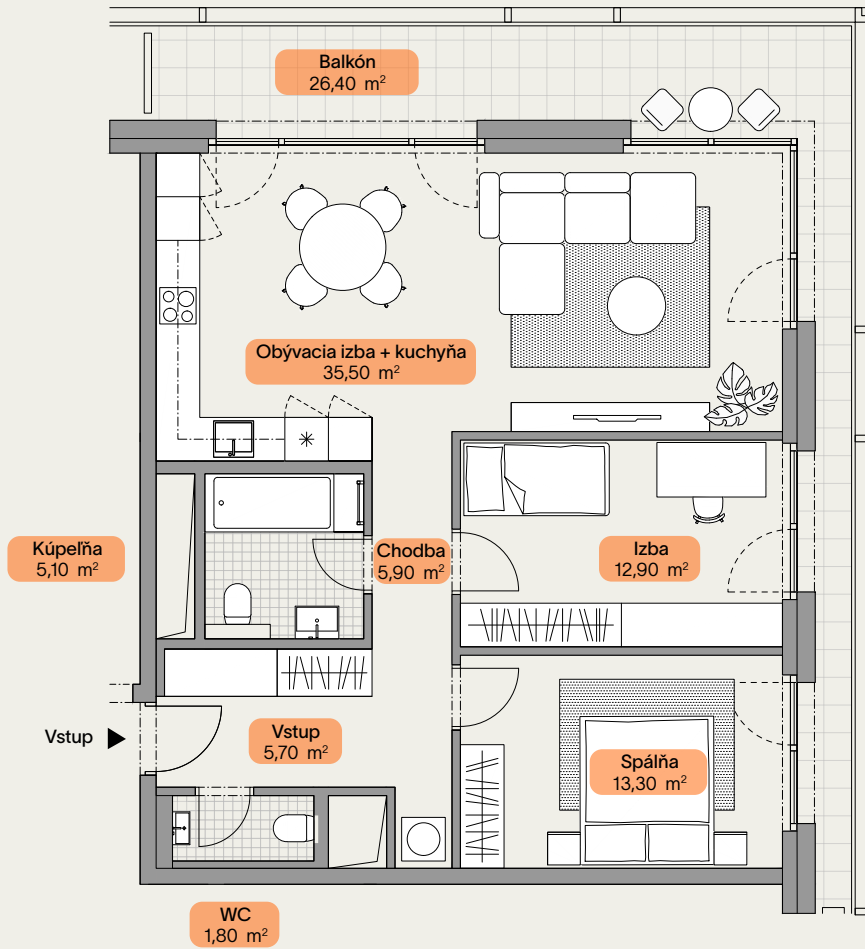 Balkón
26,40 m²
Obývacia izba + kuchyňa
35,50 m²
Kúpeľňa
5,10 m²
Chodba
5,90 m²
Izba
12,90 m²
Vstup
Vstup
5,70 m²
Spálňa
13,30 m²
WC
1,80 m²